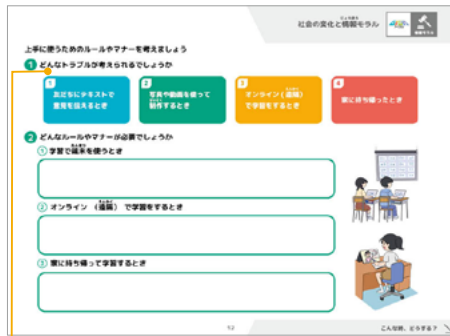 社会の変化と情報モラル
上手に使うためのルールやマナーを考えましょう
1 どんなトラブルが考えられるでしょうか
1
友だちにテキストで
意見を伝えるとき
2
写真や動画を使って
制作するとき
3
オンライン(遠隔)
で学習をするとき
4
家に持ち帰ったとき
2 どんなルールやマナーが必要でしょうか
① 学習で端末を使うとき
② オンライン (遠隔) で学習をするとき
③ 家に持ち帰って学習するとき
52
こんな時、どうする?